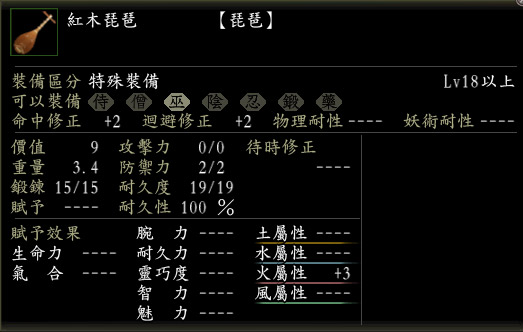 紅木琵琶 【琵琶】
裝備區分 特殊裝備 Lv18以上
可以裝備 侍 僧 巫 陰 忍 鍛 藥
命中修正 +2 迴避修正 +2 物理耐性 ---- 妖術耐性 ----
價值 9 攻擊力 0/0 待時修正
重量 3.4 防禦力 2/2 ----
鍛鍊 15/15 耐久度 19/19
賦予 ---- 耐久性 100 %
賦予效果 腕 力 ---- 土屬性 ----
生命力 ---- 耐久力 ---- 水屬性 ----
氣 合 ---- 靈巧度 ---- 火屬性 +3
智 力 ---- 風屬性 ----
魅 力 ----